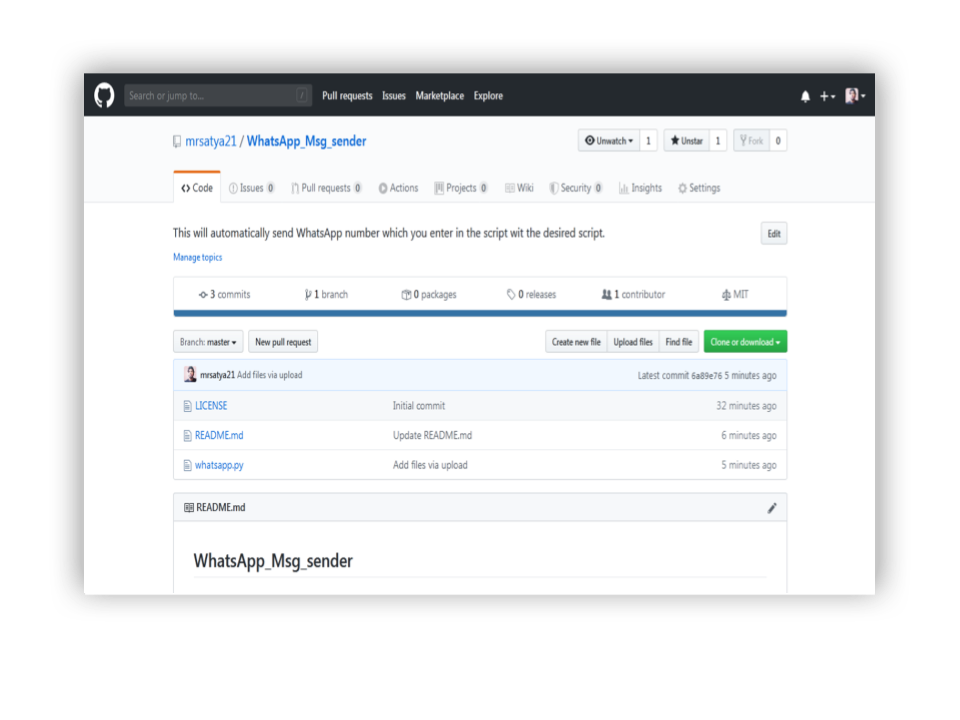 Search or jump to... /
Pull requests Issues Marketplace Explore
mrsatya21 / WhatsApp_Msg_sender
Unwatch 1 Unstar 1 Fork 0
Code Issues 0 Pull requests 0 Actions Projects 0 Wiki Security 0 Insights Settings
This will automatically send WhatsApp number which you enter in the script wit the desired script.
Edit
Manage topics
3 commits 1 branch 0 packages 0 releases 1 contributor MIT
Branch: master New pull request Create new file Upload files Find file Clone or download
mrsatya21 Add files via upload Latest commit 6a89e76 5 minutes ago
LICENSE Initial commit 32 minutes ago
README.md Update README.md 6 minutes ago
whatsapp.py Add files via upload 5 minutes ago
README.md
WhatsApp_Msg_sender